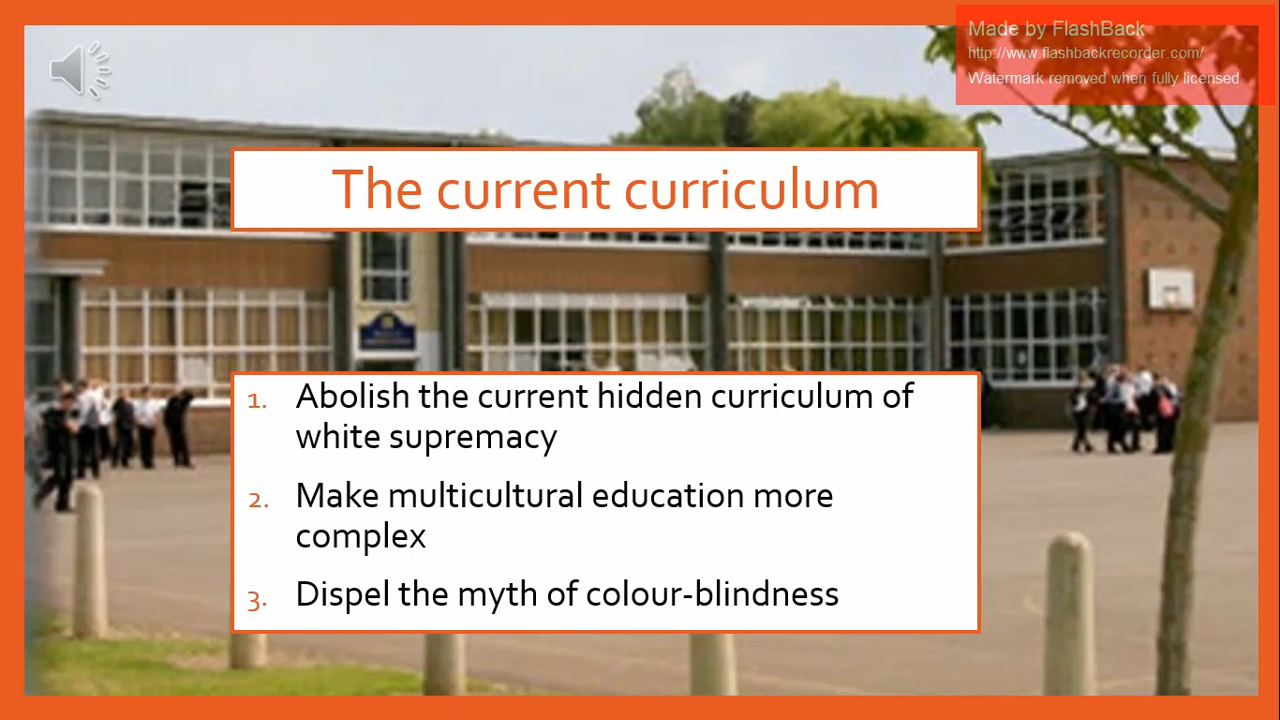 Made by FlashBack
http://www.flashbackrecorder.com/
Watermark removed when fully licensed
The current curriculum
1. Abolish the current hidden curriculum of
white supremacy
2. Make multicultural education more
complex
3. Dispel the myth of colour-blindness